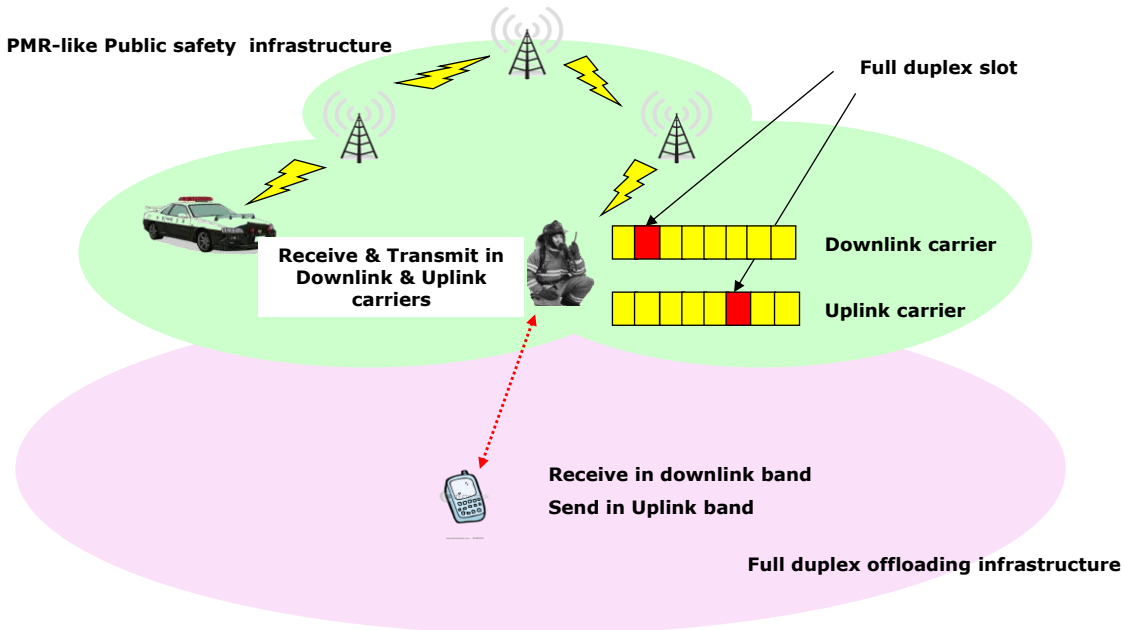 PMR-like Public safety infrastructure
Full duplex slot
Receive & Transmit in
Downlink & Uplink
carriers
Downlink carrier
Uplink carrier
Receive in downlink band
Send in Uplink band
Full duplex offloading infrastructure